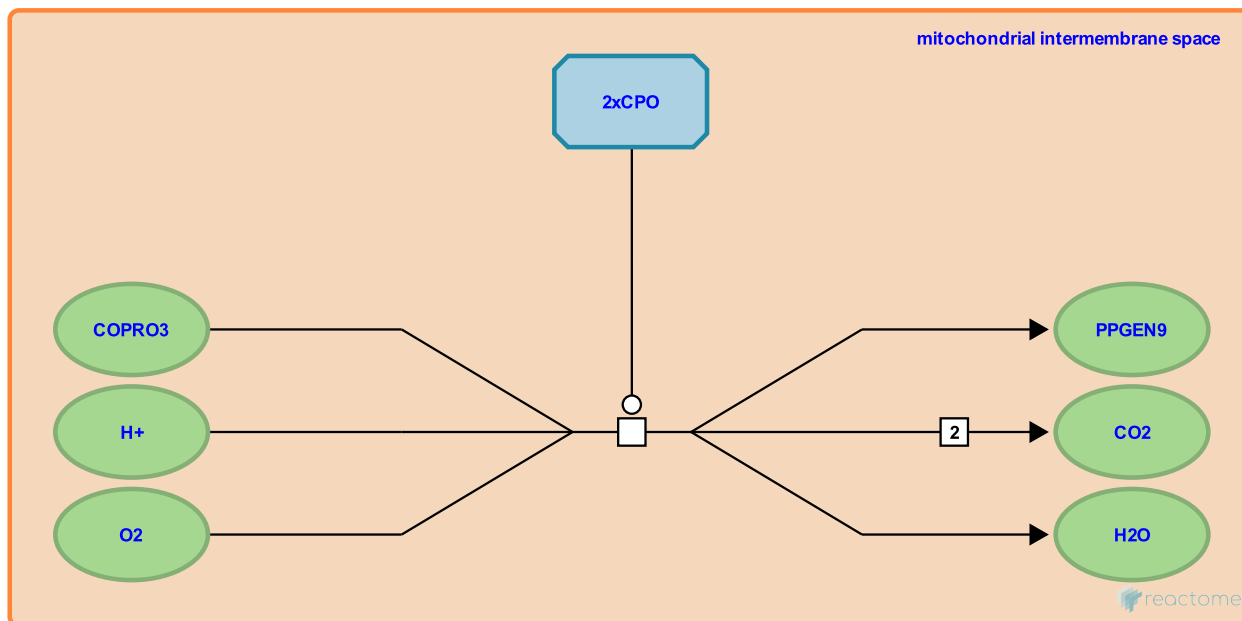 mitochondrial intermembrane space
2xCPO
COPRO3
PPGEN9
H+
2
CO2
O2
H2O
reactome